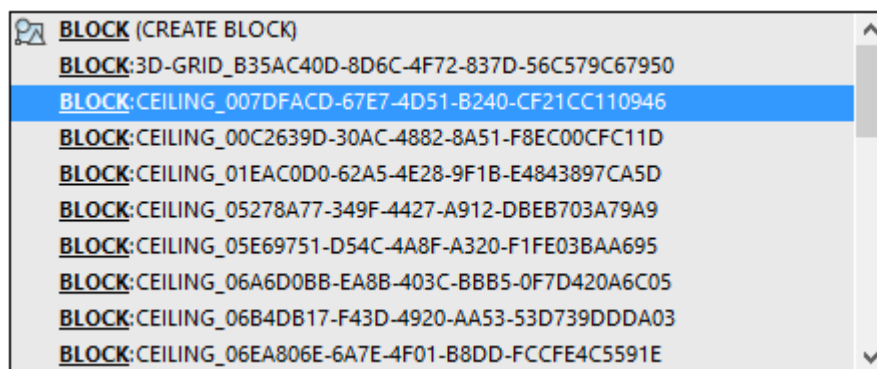 BLOCK (CREATE BLOCK)
BLOCK:3D-GRID_B35AC40D-8D6C-4F72-837D-56C579C67950
BLOCK:CEILING_007DFACD-67E7-4D51-B240-CF21CC110946
BLOCK:CEILING_00C2639D-30AC-4882-8A51-F8EC00CFC11D
BLOCK:CEILING_01EAC0D0-62A5-4E28-9F1B-E4843897CA5D
BLOCK:CEILING_05278A77-349F-4427-A912-DBEB703A79A9
BLOCK:CEILING_05E69751-D54C-4A8F-A320-F1FE03BAA695
BLOCK:CEILING_06A6D0BB-EA8B-403C-BBB5-0F7D420A6C05
BLOCK:CEILING_06B4DB17-F43D-4920-AA53-53D739DDDA03
BLOCK:CEILING_06EA806E-6A7E-4F01-B8DD-FCCFE4C5591E